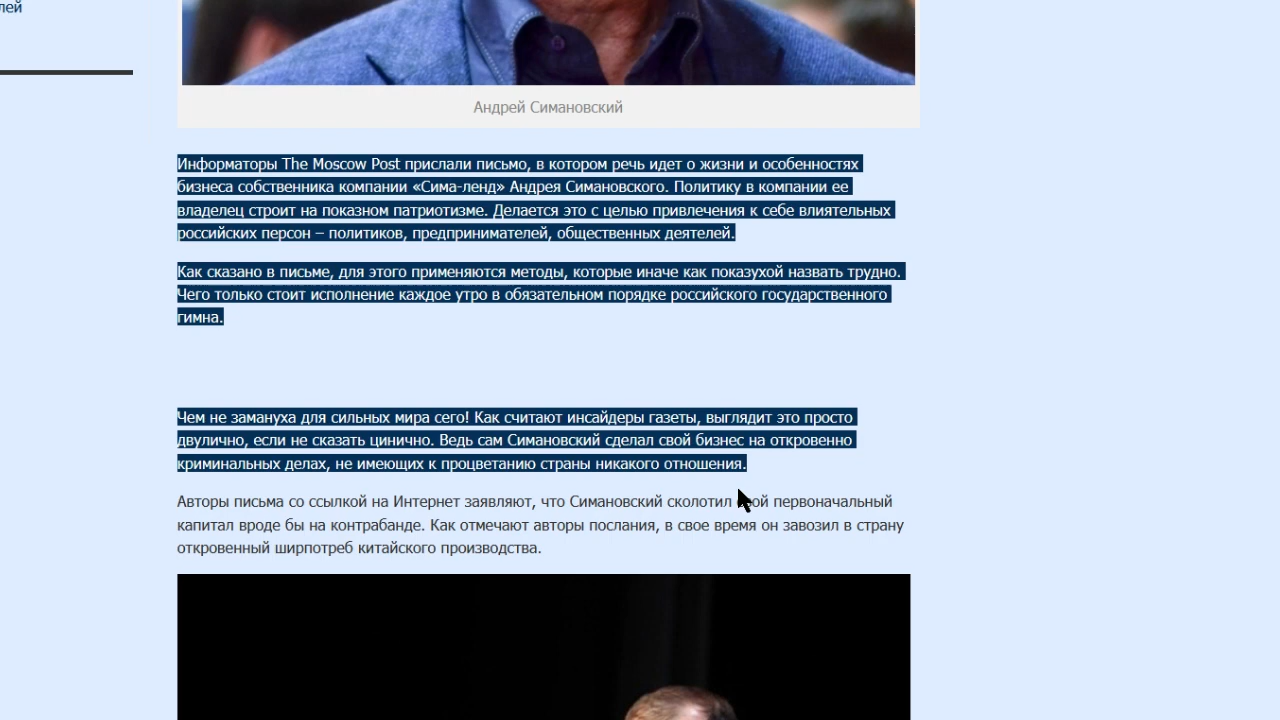 лей
Андрей Симановский
Информаторы The Moscow Post прислали письмо, в котором речь идет о жизни и особенностях
бизнеса собственника компании «Сима-ленд» Андрея Симановского. Политику в компании ее
владелец строит на показном патриотизме. Делается это с целью привлечения к себе влиятельных
российских персон – политиков, предпринимателей, общественных деятелей.
Как сказано в письме, для этого применяются методы, которые иначе как показухой назвать трудно.
Чего только стоит исполнение каждое утро в обязательном порядке российского государственного
гимна.
Чем не замануха для сильных мира сего! Как считают инсайдеры газеты, выглядит это просто
двулично, если не сказать цинично. Ведь сам Симановский сделал свой бизнес на откровенно
криминальных делах, не имеющих к процветанию страны никакого отношения.
Авторы письма со ссылкой на Интернет заявляют, что Симановский сколотил свой первоначальный
капитал вроде бы на контрабанде. Как отмечают авторы послания, в свое время он завозил в страну
откровенный ширпотреб китайского производства.